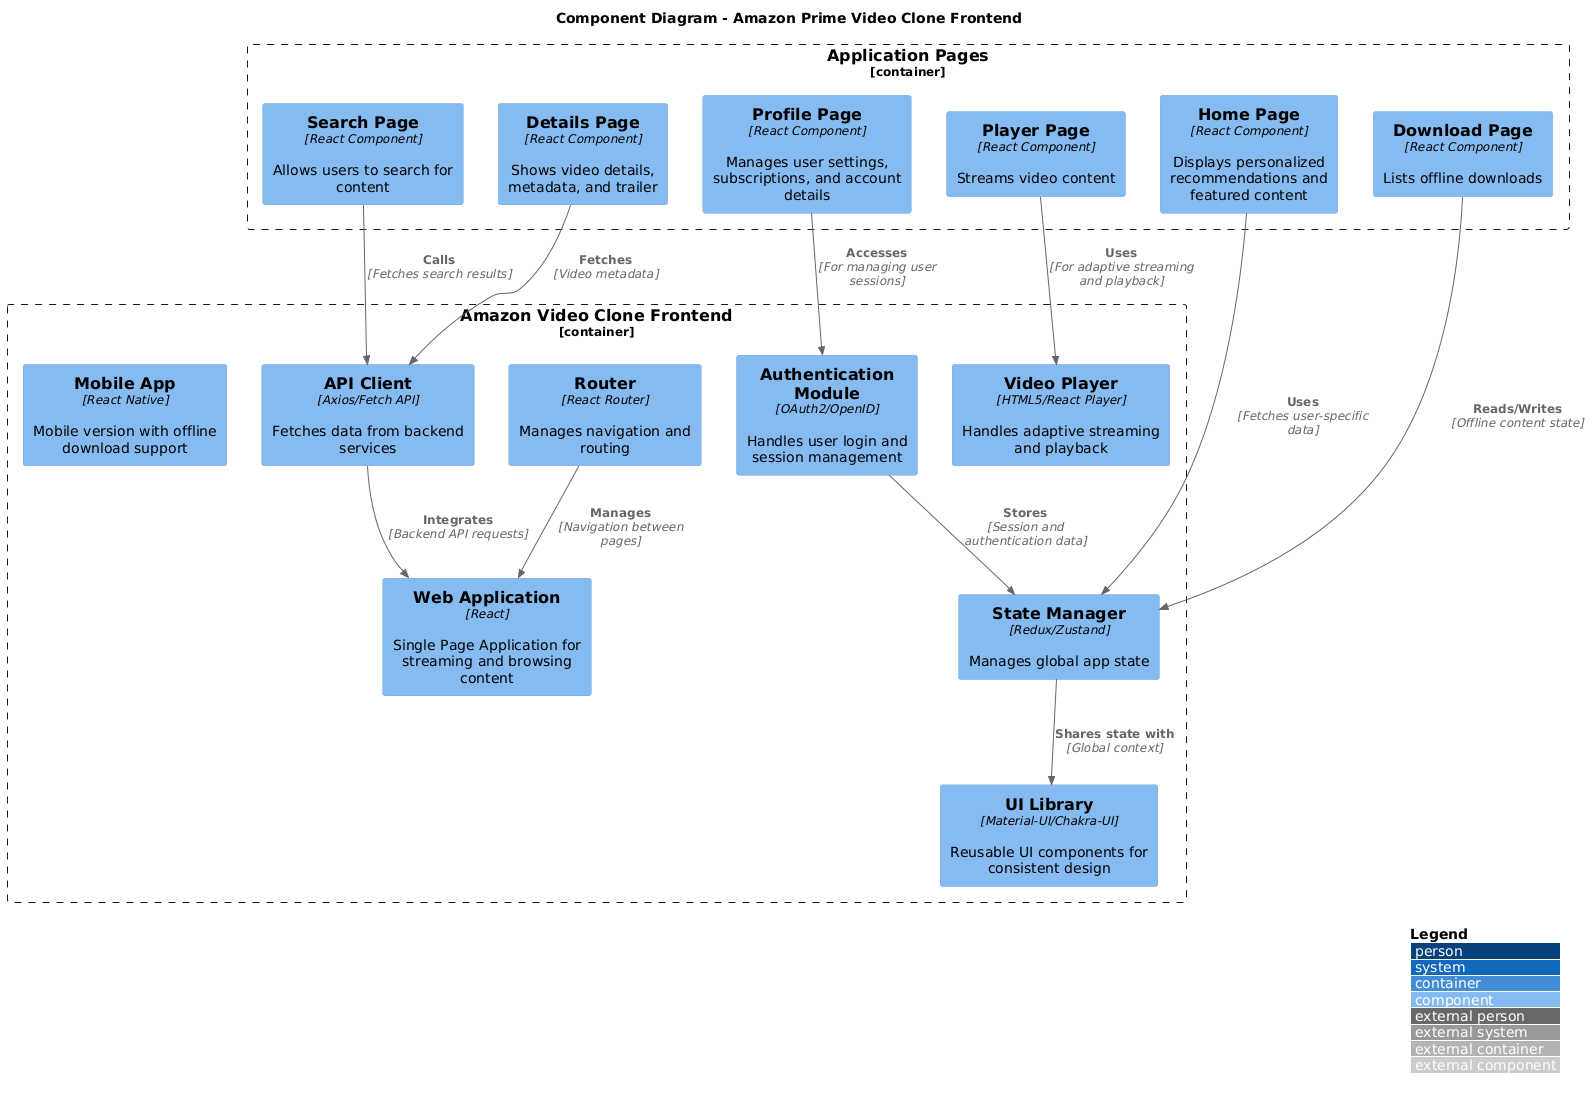 Component Diagram - Amazon Prime Video Clone Frontend
Application Pages
[container]
Search Page
[React Component]
Allows users to search for
content
Details Page
[React Component]
Shows video details,
metadata, and trailer
Profile Page
[React Component]
Manages user settings,
subscriptions, and account
details
Player Page
[React Component]
Streams video content
Home Page
[React Component]
Displays personalized
recommendations and
featured content
Download Page
[React Component]
Lists offline downloads
Calls
[Fetches search results]
Fetches
[Video metadata]
Accesses
[For managing user
sessions]
Uses
[For adaptive streaming
and playback]
Uses
[Fetches user-specific
data]
Reads/Writes
[Offline content state]
Amazon Video Clone Frontend
[container]
Mobile App
[React Native]
Mobile version with offline
download support
API Client
[Axios/Fetch API]
Fetches data from backend
services
Router
[React Router]
Manages navigation and
routing
Authentication
Module
[OAuth2/OpenID]
Handles user login and
session management
Video Player
[HTML5/React Player]
Handles adaptive streaming
and playback
Integrates
[Backend API requests]
Manages
[Navigation between
pages]
Stores
[Session and
authentication data]
Web Application
[React]
Single Page Application for
streaming and browsing
content
State Manager
[Redux/Zustand]
Manages global app state
Shares state with
[Global context]
UI Library
[Material-UI/Chakra-UI]
Reusable UI components for
consistent design
Legend
person
system
container
component
external person
external system
external container
external component